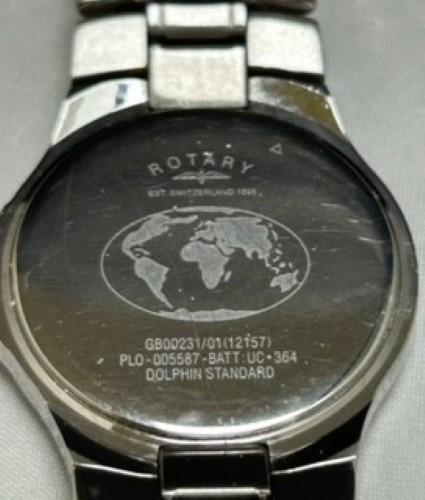 ROTARY
EST. SWITZERLAND 1895.
GB00231/01(12157)
PLO-005587-BATT:UC-364
DOLPHIN STANDARD